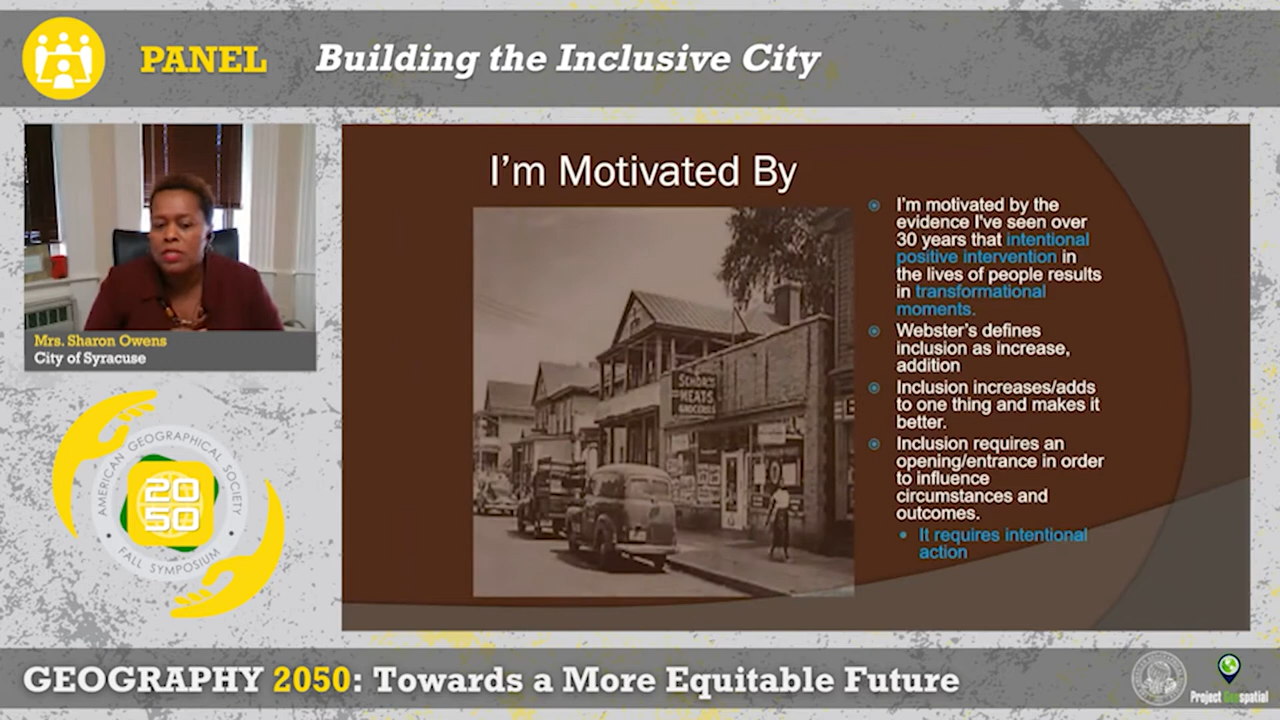 PANEL
Building the Inclusive City
Mrs. Sharon Owens
City of Syracuse
AMERICAN GEOGRAPHICAL SOCIETY
20
50
FALL SYMPOSIUM
I'm Motivated By
SCHOR'S
MEATS
GROCERIES
I'm motivated by the
evidence I've seen over
30 years that intentional
positive intervention in
the lives of people results
in transformational
moments.
Webster's defines
inclusion as increase,
addition
Inclusion increases/adds
to one thing and makes it
better.
Inclusion requires an
opening/entrance in order
to influence
circumstances and
outcomes.
It requires intentional
action
GEOGRAPHY 2050: Towards a More Equitable Future
Project Geospatial